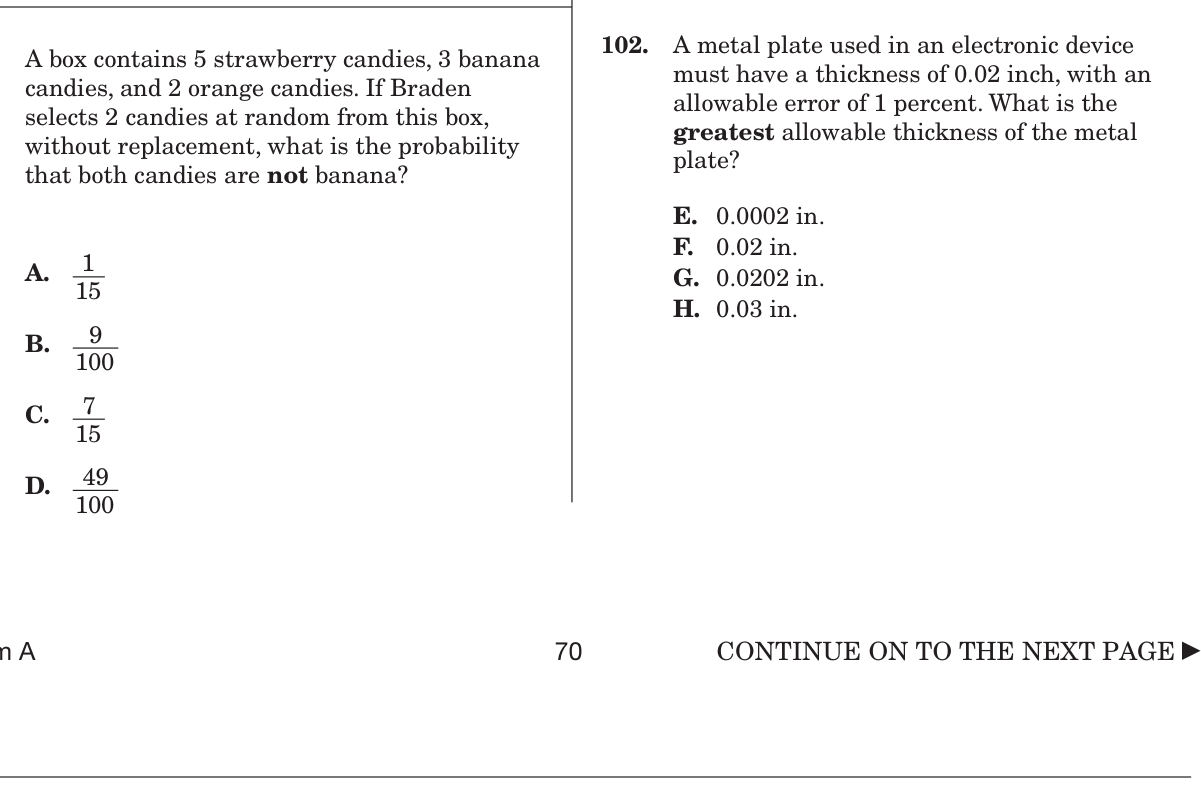 A box contains 5 strawberry candies, 3 banana
candies, and 2 orange candies. If Braden
selects 2 candies at random from this box,
without replacement, what is the probability
that both candies are not banana?
A. 1/15
B. 9/100
C. 7/15
D. 49/100
102. A metal plate used in an electronic device
must have a thickness of 0.02 inch, with an
allowable error of 1 percent. What is the
greatest allowable thickness of the metal
plate?
E. 0.0002 in.
F. 0.02 in.
G. 0.0202 in.
H. 0.03 in.
m A
70
CONTINUE ON TO THE NEXT PAGE ►